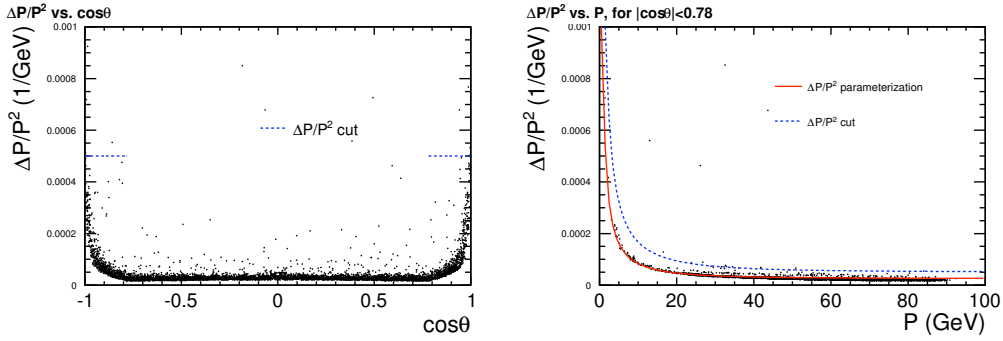 ΔP/P² vs. cosθ
ΔP/P² (1/GeV)
0.001
0.0008
0.0006
0.0004
0.0002
0
ΔP/P² cut
-1 -0.5 0 0.5 1
cosθ
ΔP/P² vs. P, for |cosθ|<0.78
ΔP/P² (1/GeV)
0.001
0.0008
0.0006
0.0004
0.0002
0
ΔP/P² parameterization
ΔP/P² cut
0 20 40 60 80 100
P (GeV)